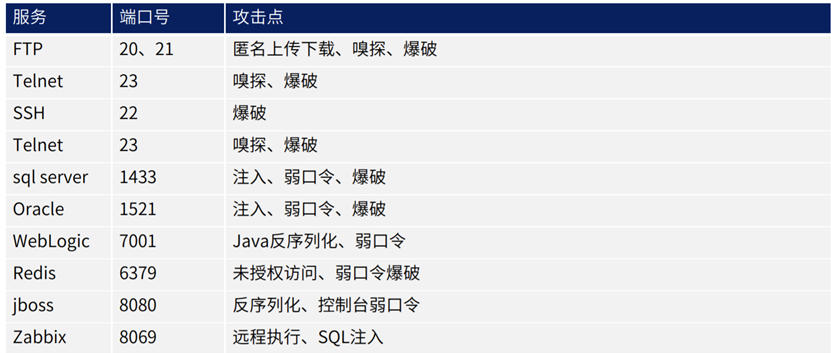 服务 端口号 攻击点
FTP 20、21 匿名上传下载、嗅探、爆破
Telnet 23 嗅探、爆破
SSH 22 爆破
Telnet 23 嗅探、爆破
sql server 1433 注入、弱口令、爆破
Oracle 1521 注入、弱口令、爆破
WebLogic 7001 Java反序列化、弱口令
Redis 6379 未授权访问、弱口令爆破
jboss 8080 反序列化、控制台弱口令
Zabbix 8069 远程执行、SQL注入